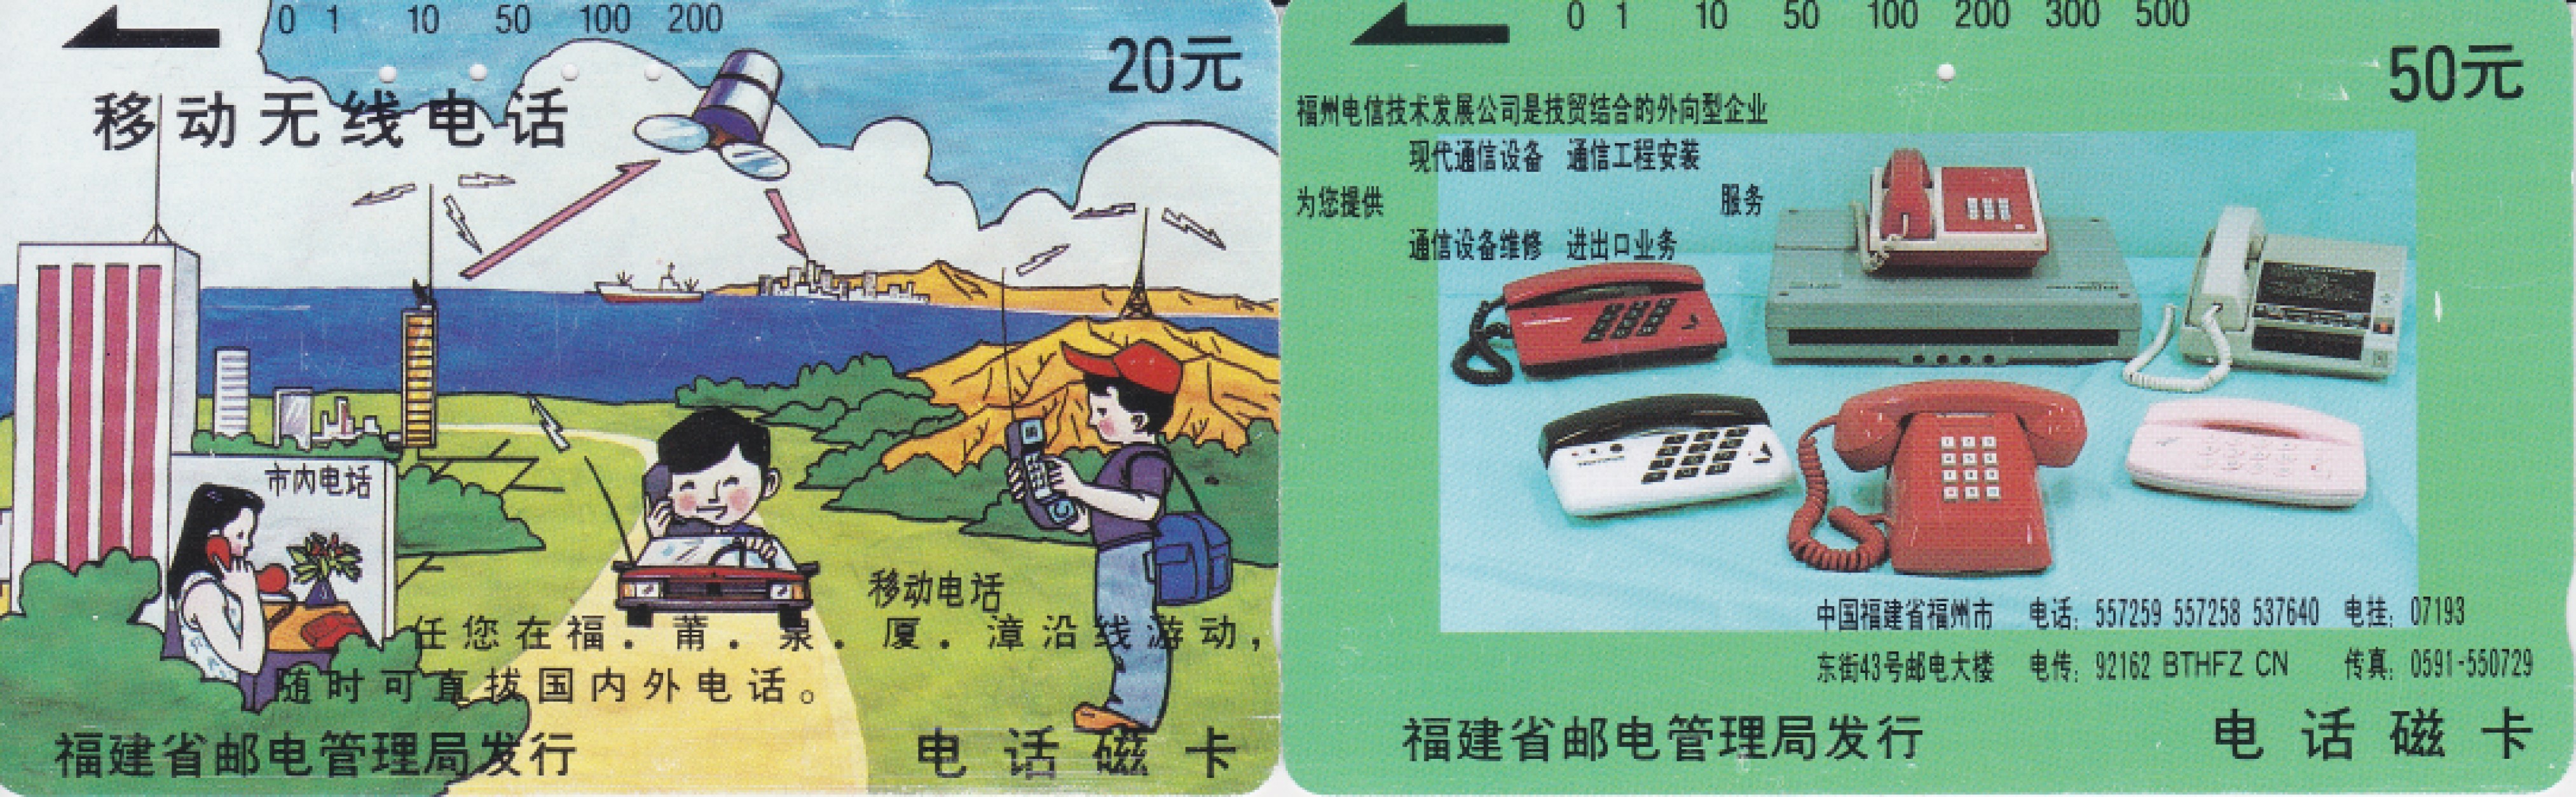 0 1 10 50 100 200
20元
移动无线电话
市内电话
移动电话
任您在福．莆．泉．厦．漳沿线游动，
随时可直拔国内外电话。
福建省邮电管理局发行
电话磁卡
0 1 10 50 100 200 300 500
50元
福州电信技术发展公司是技贸结合的外向型企业
现代通信设备 通信工程安装
为您提供 服务
通信设备维修 进出口业务
中国福建省福州市 电话：557259 557258 537640 电挂：07193
东街43号邮电大楼 电传：92162 BTHFZ CN 传真：0591-550729
福建省邮电管理局发行
电话磁卡